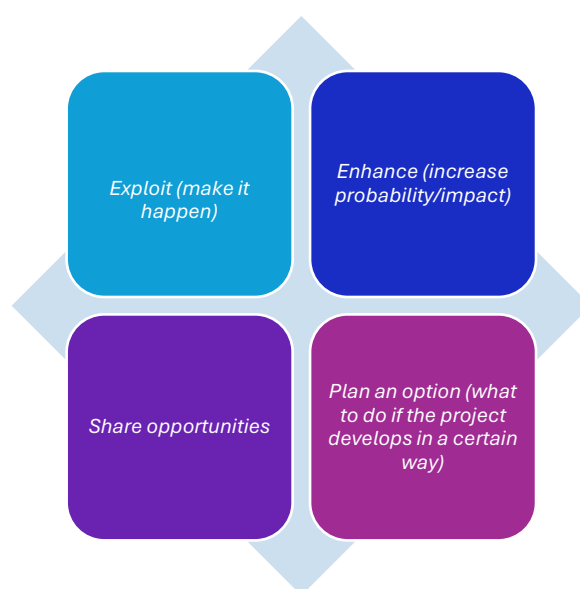 Exploit (make it
happen)
Enhance (increase
probability/impact)
Share opportunities
Plan an option (what
to do if the project
develops in a certain
way)